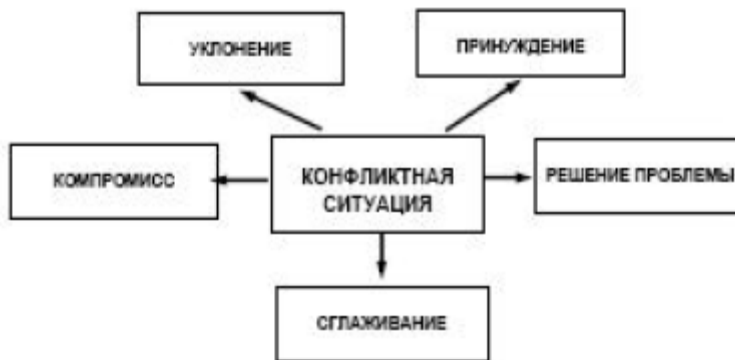 УКЛОНЕНИЕ
ПРИНУЖДЕНИЕ
КОМПРОМИСС
КОНФЛИКТНАЯ
СИТУАЦИЯ
РЕШЕНИЕ ПРОБЛЕМЫ
СГЛАЖИВАНИЕ